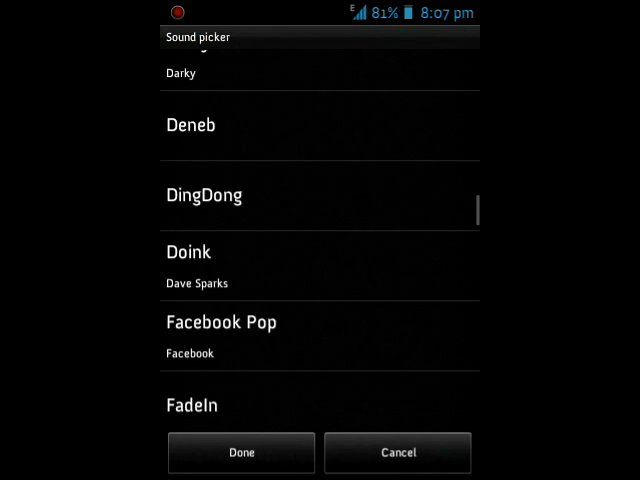 E 81% 8:07 pm
Sound picker
Darky
Deneb
DingDong
Doink
Dave Sparks
Facebook Pop
Facebook
FadeIn
Done Cancel